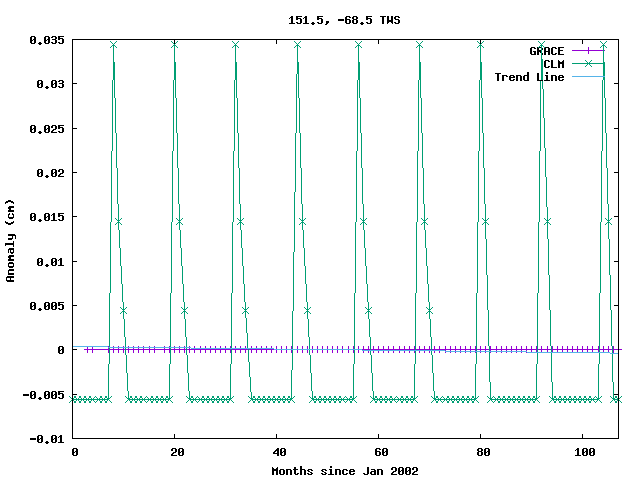 151.5, -68.5 TWS
GRACE
CLM
Trend Line
0.035
0.03
0.025
0.02
0.015
0.01
0.005
0
-0.005
-0.01
Anomaly (cm)
0 20 40 60 80 100
Months since Jan 2002